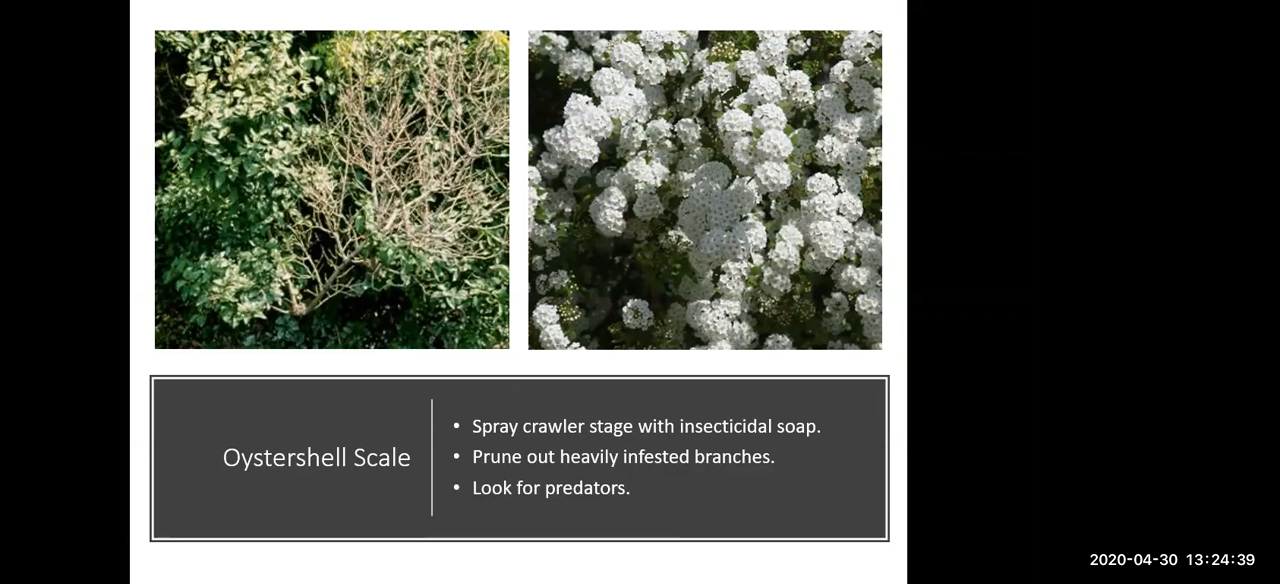 Oystershell Scale
• Spray crawler stage with insecticidal soap.
• Prune out heavily infested branches.
• Look for predators.
2020-04-30 13:24:39